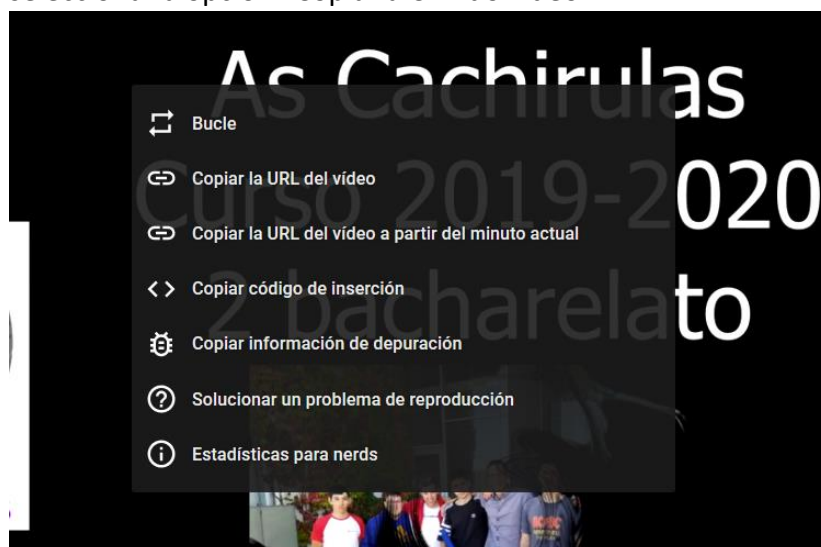 As Cachirulas
Curso 2019-2020
2 bacharelato
Bucle
Copiar la URL del vídeo
Copiar la URL del vídeo a partir del minuto actual
Copiar código de inserción
Copiar información de depuración
Solucionar un problema de reproducción
Estadísticas para nerds